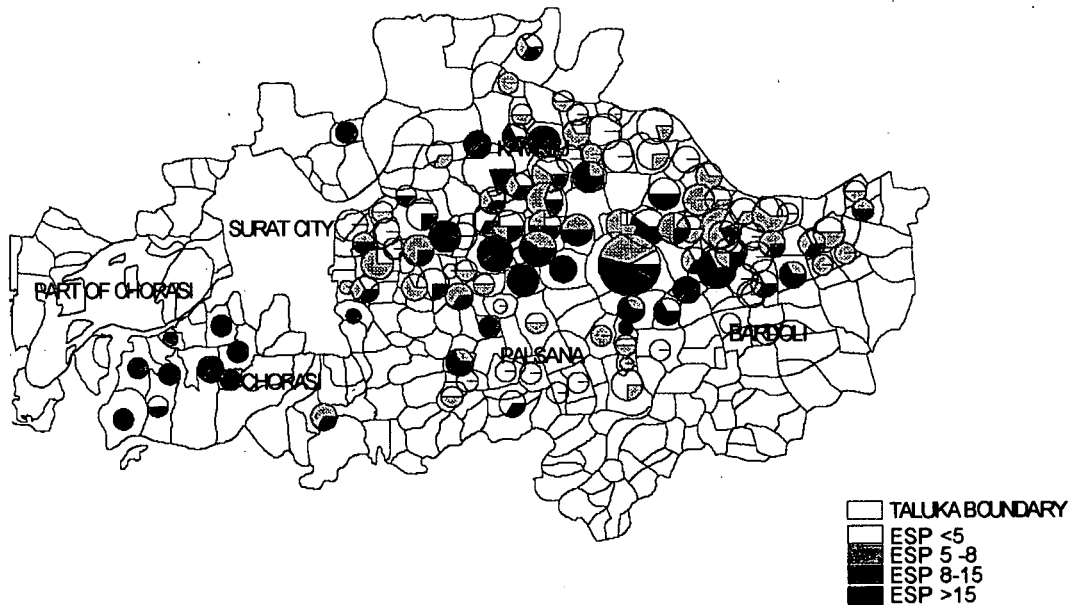 SURAT CITY
PART OF CHORASI
CHORASI
PALSANA
BARDOLI
TALUKA BOUNDARY
ESP <5
ESP 5 -8
ESP 8-15
ESP >15